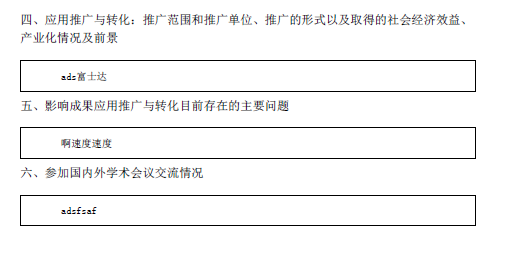 四、应用推广与转化：推广范围和推广单位、推广的形式以及取得的社会经济效益、
产业化情况及前景
ads富士达
五、影响成果应用推广与转化目前存在的主要问题
啊速度速度
六、参加国内外学术会议交流情况
adsfsaf